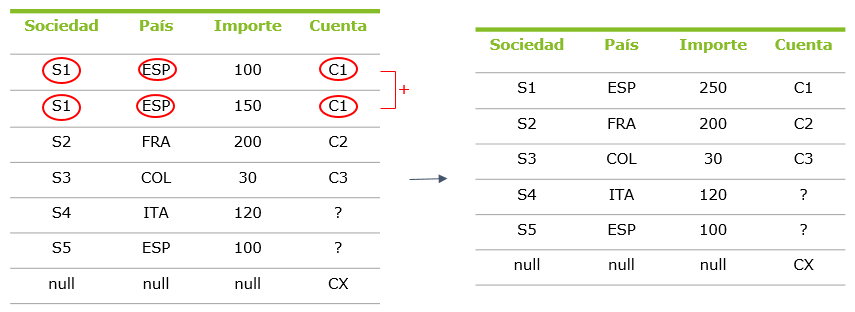 Sociedad País Importe Cuenta
S1 ESP 100 C1
S1 ESP 150 C1
+
S2 FRA 200 C2
S3 COL 30 C3
S4 ITA 120 ?
S5 ESP 100 ?
null null null CX
Sociedad País Importe Cuenta
S1 ESP 250 C1
S2 FRA 200 C2
S3 COL 30 C3
S4 ITA 120 ?
S5 ESP 100 ?
null null null CX